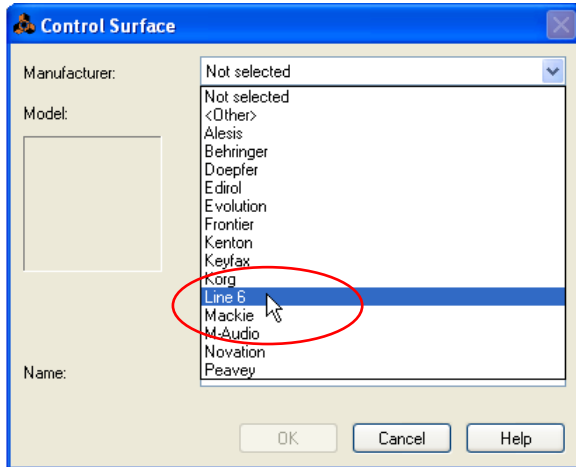 Control Surface
Manufacturer:
Not selected
Not selected
<Other>
Alesis
Behringer
Doepfer
Edirol
Evolution
Frontier
Kenton
Keyfax
Korg
Line 6
Mackie
M-Audio
Novation
Peavey
Model:
Name:
OK
Cancel
Help